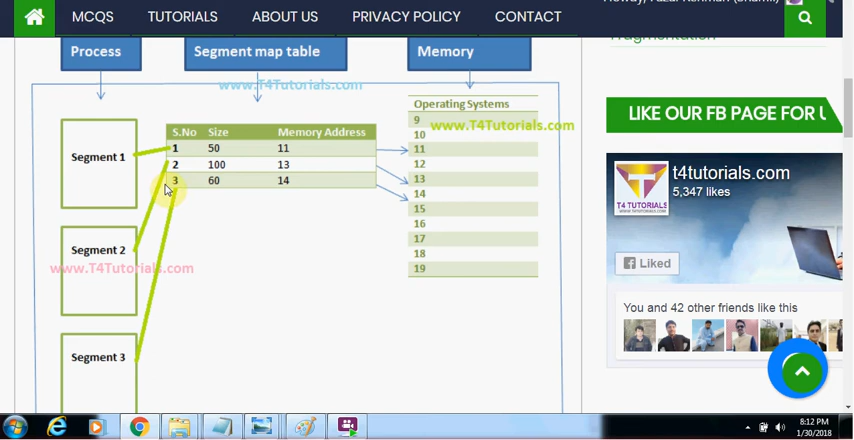 MCQS TUTORIALS ABOUT US PRIVACY POLICY CONTACT
Process
Segment map table
Memory
www.T4Tutorials.com
Segment 1
Segment 2
www.T4Tutorials.com
Segment 3
S.No Size Memory Address
1 50 11
2 100 13
3 60 14
Operating Systems
9
www.T4Tutorials.com
10
11
12
13
14
15
16
17
18
19
LIKE OUR FB PAGE FOR
t4tutorials.com
5,347 likes
T4 TUTORIALS
Liked
You and 42 other friends like this
8:12 PM
1/30/2018